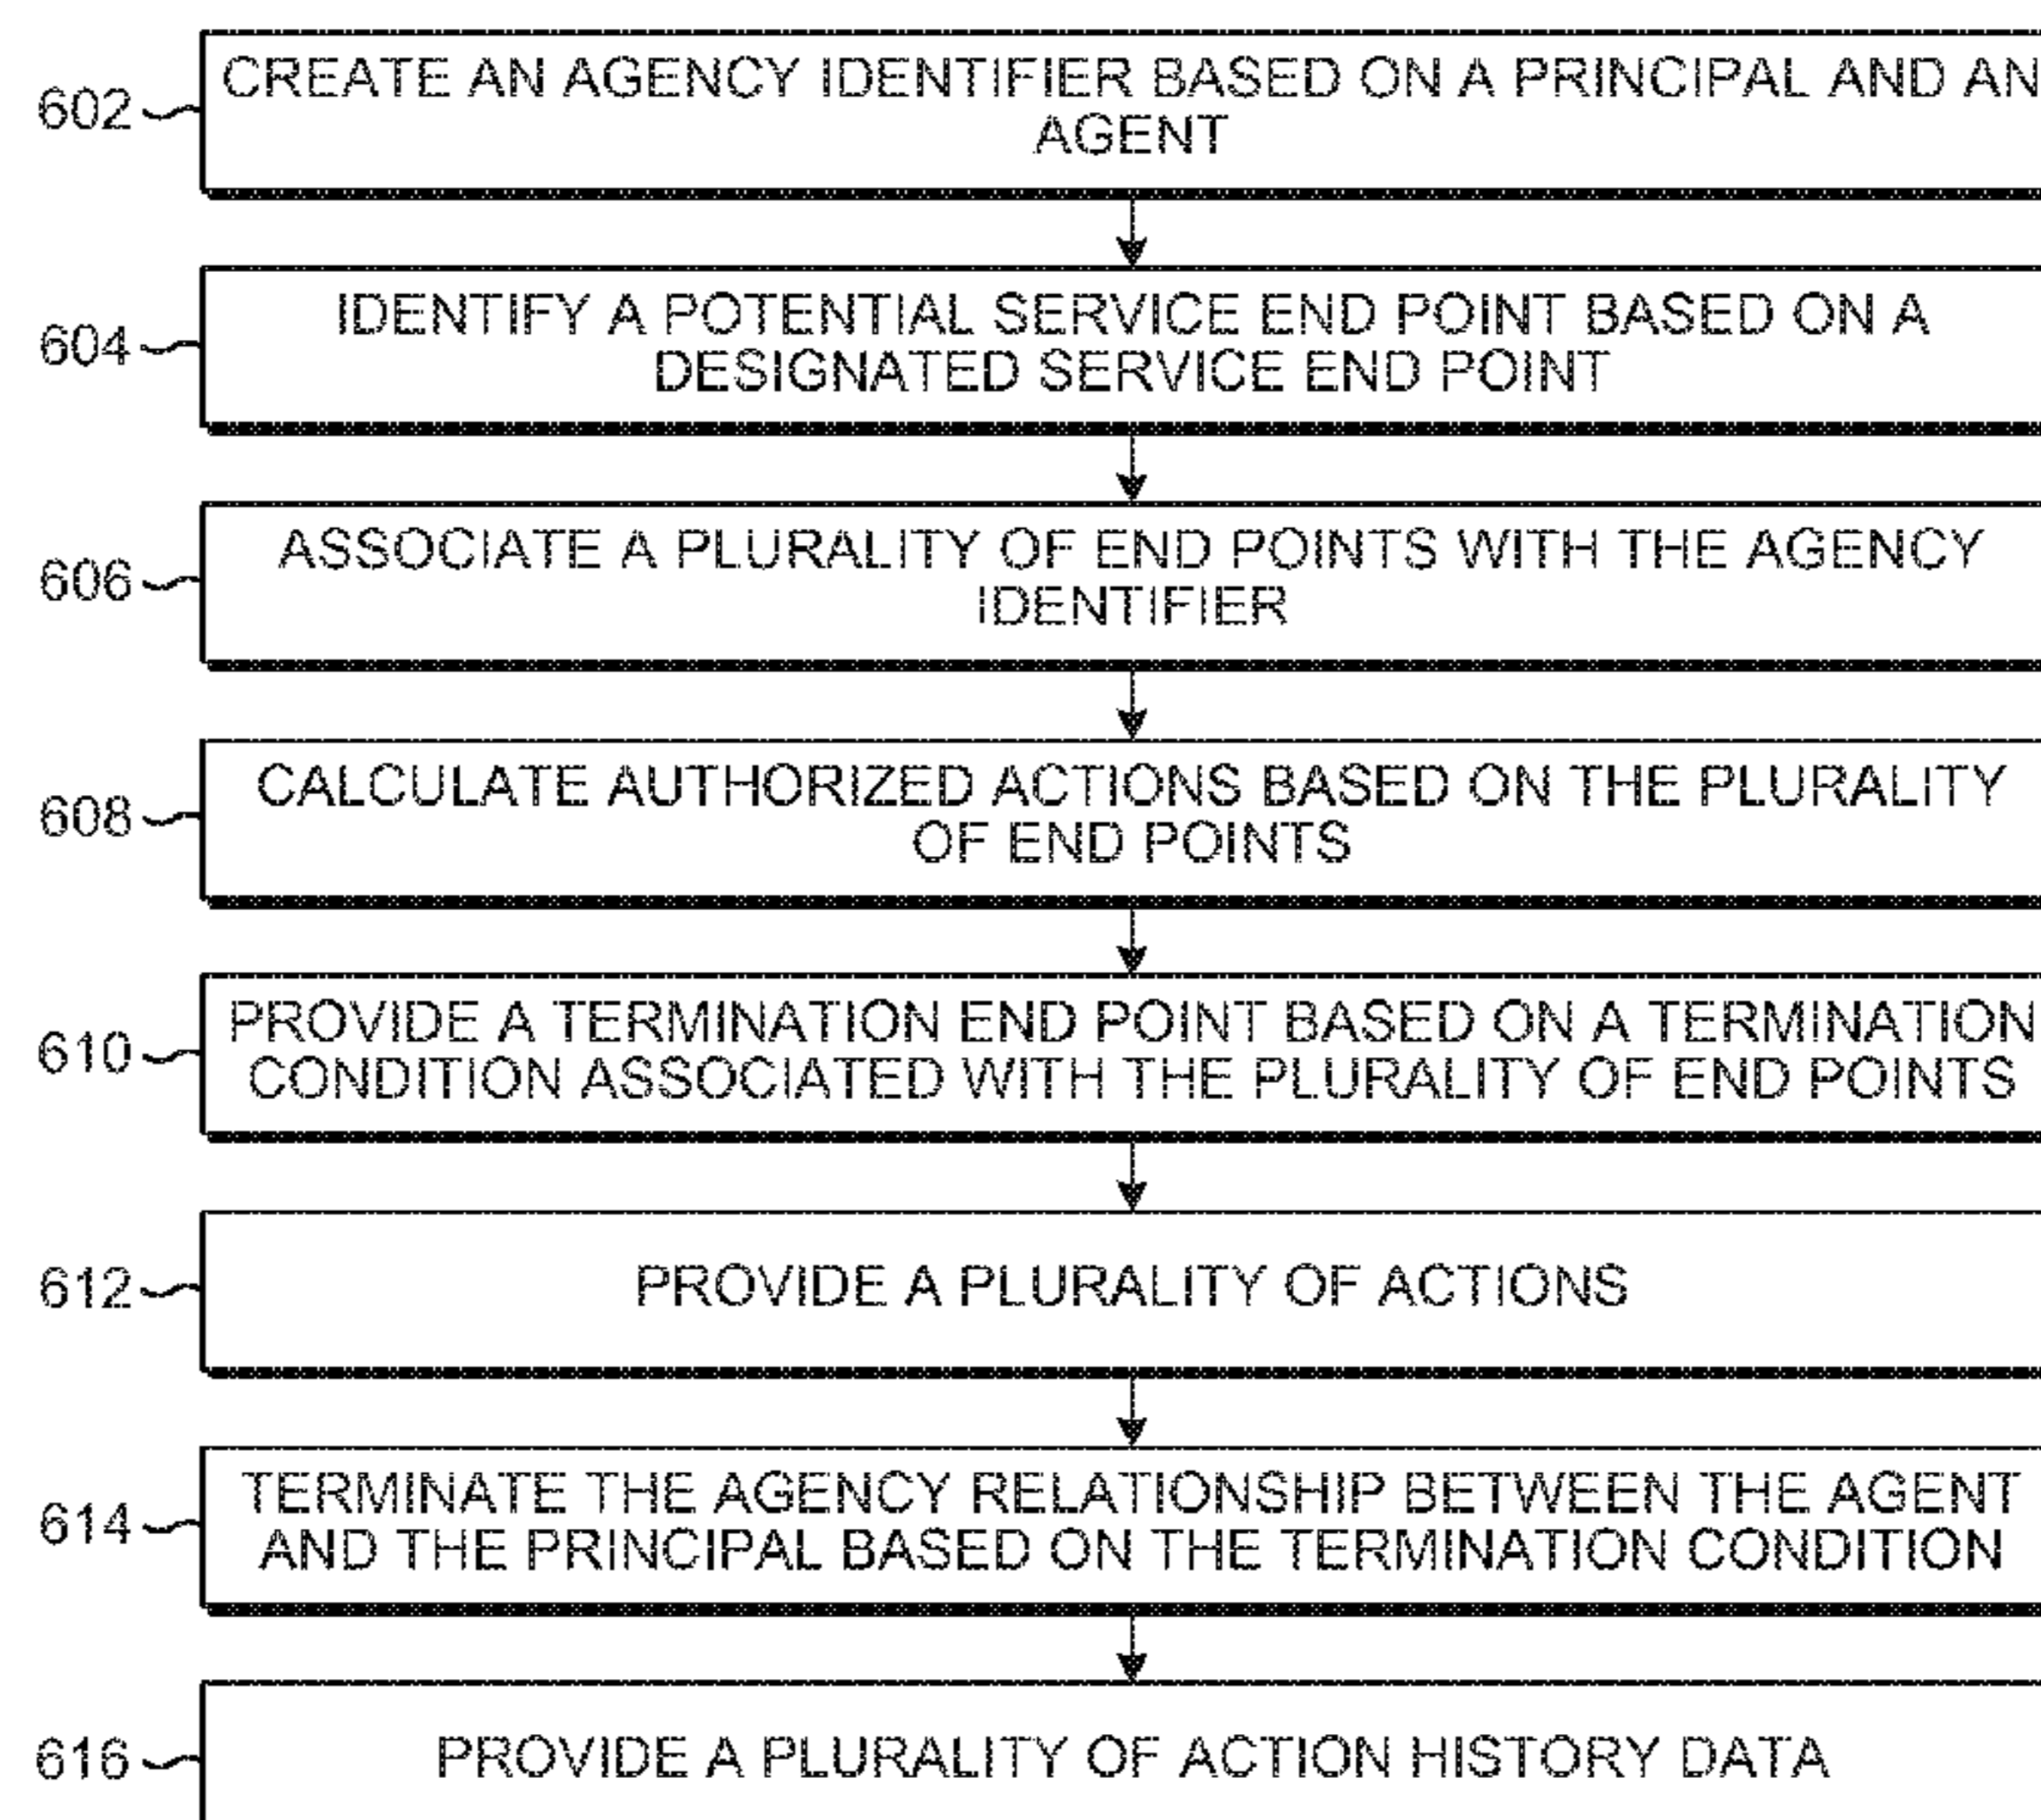 602
CREATE AN AGENCY IDENTIFIER BASED ON A PRINCIPAL AND AN
AGENT
604
IDENTIFY A POTENTIAL SERVICE END POINT BASED ON A
DESIGNATED SERVICE END POINT
606
ASSOCIATE A PLURALITY OF END POINTS WITH THE AGENCY
IDENTIFIER
608
CALCULATE AUTHORIZED ACTIONS BASED ON THE PLURALITY
OF END POINTS
610
PROVIDE A TERMINATION END POINT BASED ON A TERMINATION
CONDITION ASSOCIATED WITH THE PLURALITY OF END POINTS
612
PROVIDE A PLURALITY OF ACTIONS
614
TERMINATE THE AGENCY RELATIONSHIP BETWEEN THE AGENT
AND THE PRINCIPAL BASED ON THE TERMINATION CONDITION
616
PROVIDE A PLURALITY OF ACTION HISTORY DATA